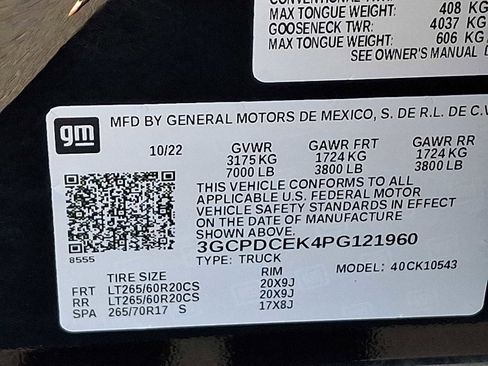 MAX TONGUE WEIGHT: 408 KG
GOOSENECK TWR: 4037 KG
MAX TONGUE WEIGHT: 606 KG
SEE OWNER'S MANUAL
gm
MFD BY GENERAL MOTORS DE MEXICO, S. DE R.L. DE C.V
10/22 GVWR GAWR FRT GAWR RR
3175 KG 1724 KG 1724 KG
7000 LB 3800 LB 3800 LB
THIS VEHICLE CONFORMS TO ALL
APPLICABLE U.S. FEDERAL MOTOR
VEHICLE SAFETY STANDARDS IN EFFECT
ON THE DATE OF MANUFACTURE
SHOWN ABOVE.
3GCPDCEK4PG121960
8555
TYPE: TRUCK MODEL: 40CK10543
TIRE SIZE RIM
FRT LT265/60R20CS 20X9J
RR LT265/60R20CS 20X9J
SPA 265/70R17 S 17X8J